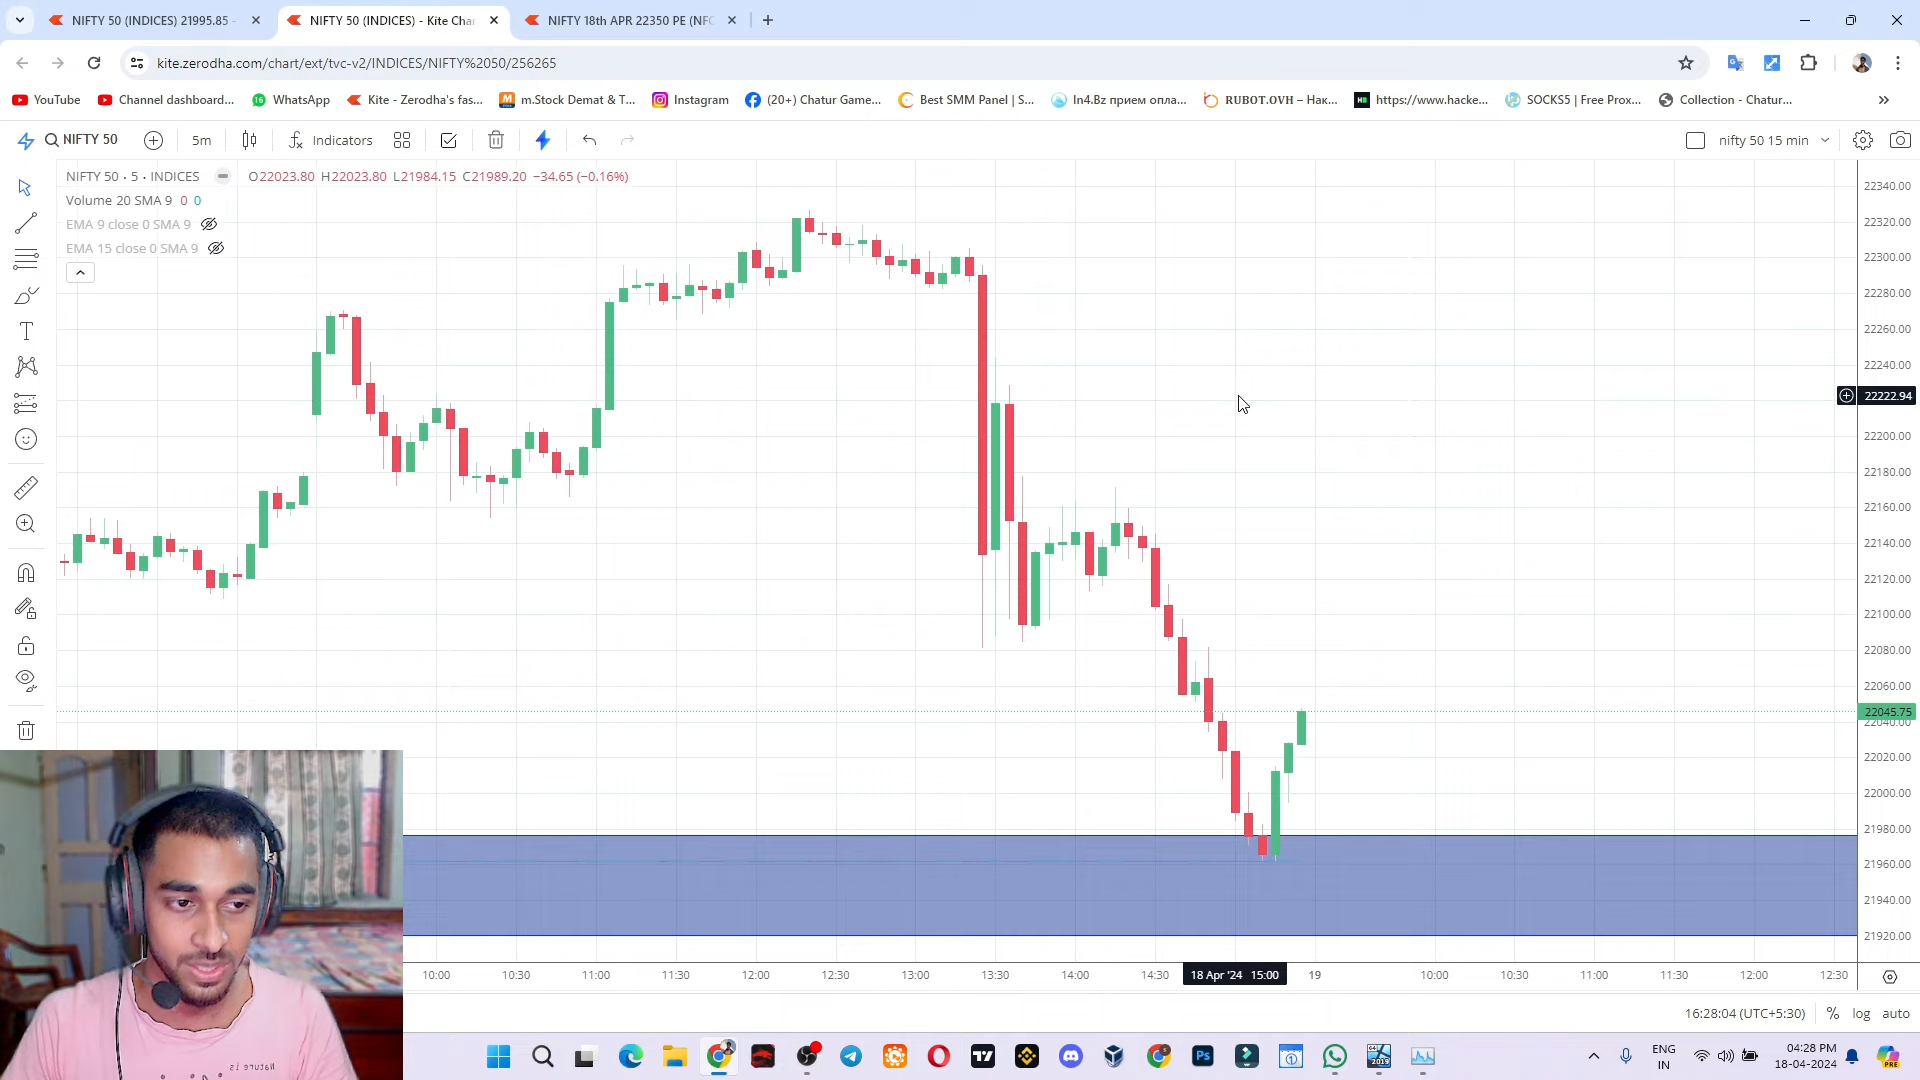 NIFTY 50 (INDICES) 21995.85 -
NIFTY 50 (INDICES) - Kite Char
NIFTY 18th APR 22350 PE (NFO
kite.zerodha.com/chart/ext/tvc-v2/INDICES/NIFTY%2050/256265
YouTube
Channel dashboard...
WhatsApp
Kite - Zerodha's fas...
m.Stock Demat & T...
Instagram
(20+) Chatur Game...
Best SMM Panel | S...
In4.Bz прием опла...
RUBOT.OVH – Нак...
https://www.hacke...
SOCKS5 | Free Prox...
Collection - Chatur...
NIFTY 50
5m
Indicators
nifty 50 15 min
NIFTY 50 · 5 · INDICES
O22023.80 H22023.80 L21984.15 C21989.20 −34.65 (−0.16%)
Volume 20 SMA 9 0 0
EMA 9 close 0 SMA 9
EMA 15 close 0 SMA 9
22340.00
22320.00
22300.00
22280.00
22260.00
22240.00
22222.94
22200.00
22180.00
22160.00
22140.00
22120.00
22100.00
22080.00
22060.00
22045.75
22040.00
22020.00
22000.00
21980.00
21960.00
21940.00
21920.00
10:00
10:30
11:00
11:30
12:00
12:30
13:00
13:30
14:00
14:30
18 Apr '24 15:00
19
10:00
10:30
11:00
11:30
12:00
12:30
16:28:04 (UTC+5:30)
%
log
auto
ENG
IN
04:28 PM
18-04-2024